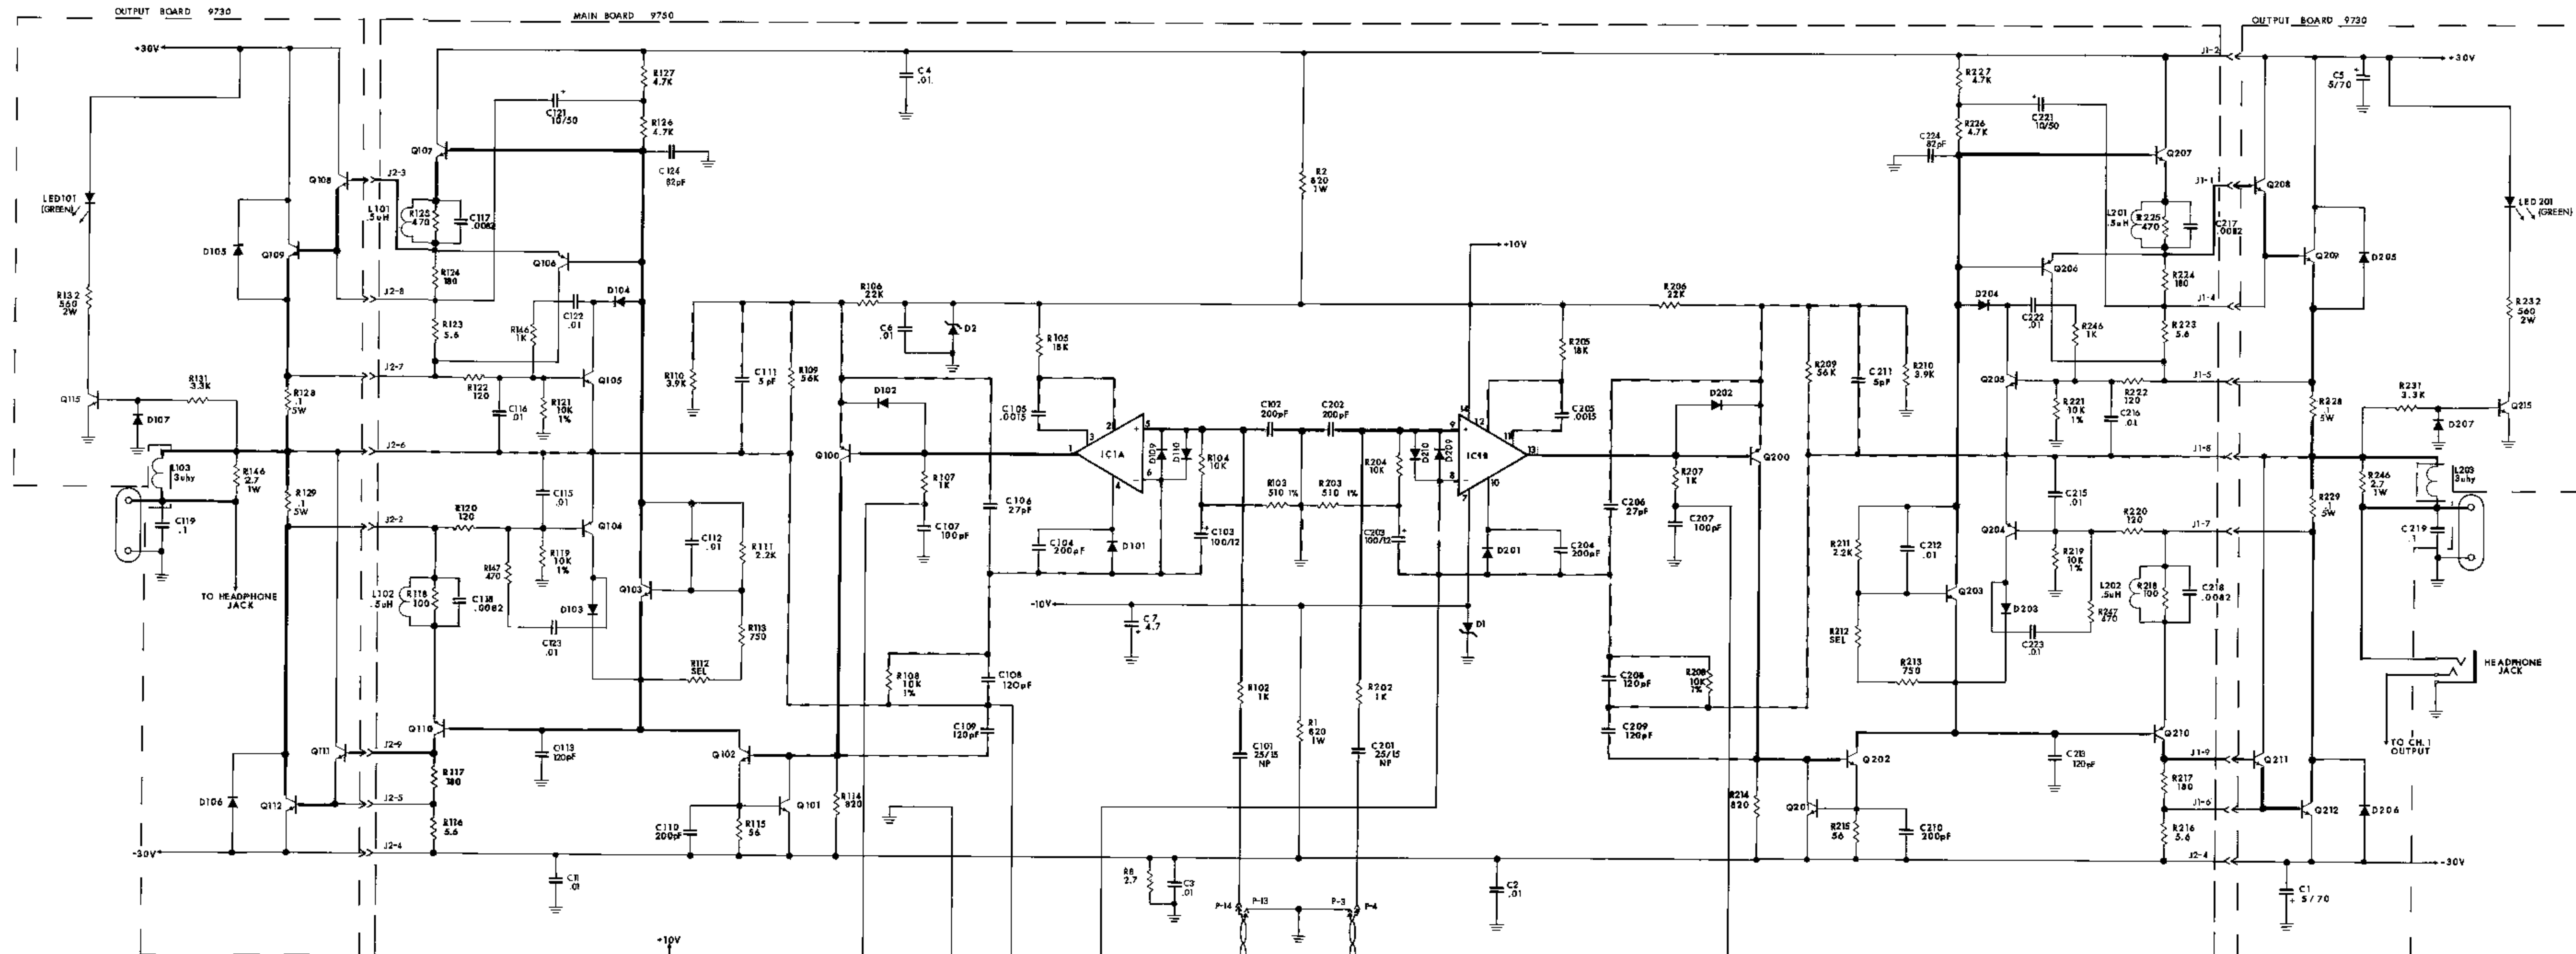 OUTPUT BOARD 9730
MAIN BOARD 9750
OUTPUT BOARD 9730
+30V
LED101
(GREEN)
R132
560
2W
Q115
D107
R131
3.3K
D105
Q109
Q108
J2-3
J2-8
J2-7
J2-6
J2-2
J2-9
J2-5
J2-4
R128
.1
5W
R129
.1
5W
L103
3uhy
R146
2.7
1W
C119
.1
TO HEADPHONE
JACK
D106
Q112
Q111
-30V
Q107
L101
.5uH
R125
470
C117
.0082
R124
180
R123
5.6
C121
10/50
+
R127
4.7K
R126
4.7K
C124
82pF
Q106
D104
C122
.01
R146
1K
R122
120
C116
.01
R121
10K
1%
Q105
C115
.01
R120
120
Q104
R119
10K
1%
R147
470
L102
.5uH
R118
100
C118
.0082
D103
C123
.01
Q103
C112
.01
R111
2.2K
R113
750
R112
SEL
Q110
C113
120pF
R117
180
R116
5.6
Q102
Q101
C110
200pF
R115
56
R114
820
C11
.01
+10V
C4
.01
R2
820
1W
+10V
R106
22K
C6
.01
D2
R110
3.9K
C111
5pF
R109
56K
D102
Q100
R107
1K
C107
100pF
C106
27pF
R108
10K
1%
C108
120pF
C109
120pF
R105
18K
C105
.0015
1
2
3
4
5
6
+
−
IC1A
D109
D110
C104
200pF
D101
R104
10K
C103
100/12
C102
200pF
C202
200pF
R103
510 1%
R203
510 1%
R204
10K
C203
100/12
D210
D209
IC1B
14
12
11
13
10
9
8
7
R205
18K
C205
.0015
D201
C204
200pF
-10V
C7
4.7
+
D1
R102
1K
R202
1K
C101
25/15
NP
C201
25/15
NP
R1
820
1W
R8
2.7
C3
.01
C2
.01
P-14
P-13
P-3
P-4
R206
22K
D202
Q200
R207
1K
C207
100pF
C206
27pF
C208
120pF
R208
10K
1%
C209
120pF
R209
56K
C211
5pF
R210
3.9K
R214
820
Q202
Q201
R215
56
C210
200pF
R227
4.7K
R226
4.7K
C221
10/50
+
C224
82pF
Q207
L201
.5uH
R225
470
C217
.0082
Q206
R224
180
R223
5.6
D204
C222
.01
R246
1K
Q205
R221
10K
1%
C216
.01
R222
120
C215
.01
Q204
R220
120
R219
10K
1%
R211
2.2K
C212
.01
Q203
R212
SEL
R213
750
D203
C223
.01
R247
470
L202
.5uH
R218
100
C218
.0082
Q210
C213
120pF
R217
180
R216
5.6
J1-2
J1-1
J1-4
J1-5
J1-8
J1-7
J1-9
J1-6
J2-4
Q208
Q209
D205
C5
5/70
+
+30V
LED201
(GREEN)
R232
560
2W
R228
.1
5W
R231
3.3K
D207
Q215
R229
.1
5W
R246
2.7
1W
L203
3uhy
C219
.1
HEADPHONE
JACK
TO CH.1
OUTPUT
Q211
Q212
D206
-30V
C1
5/70
+